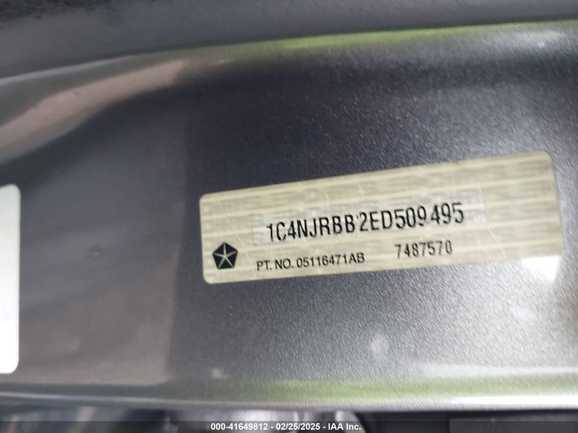 1C4NJRBB2ED509495
PT. NO. 05116471AB 7487570
000-41649812 - 02/25/2025 - IAA Inc.